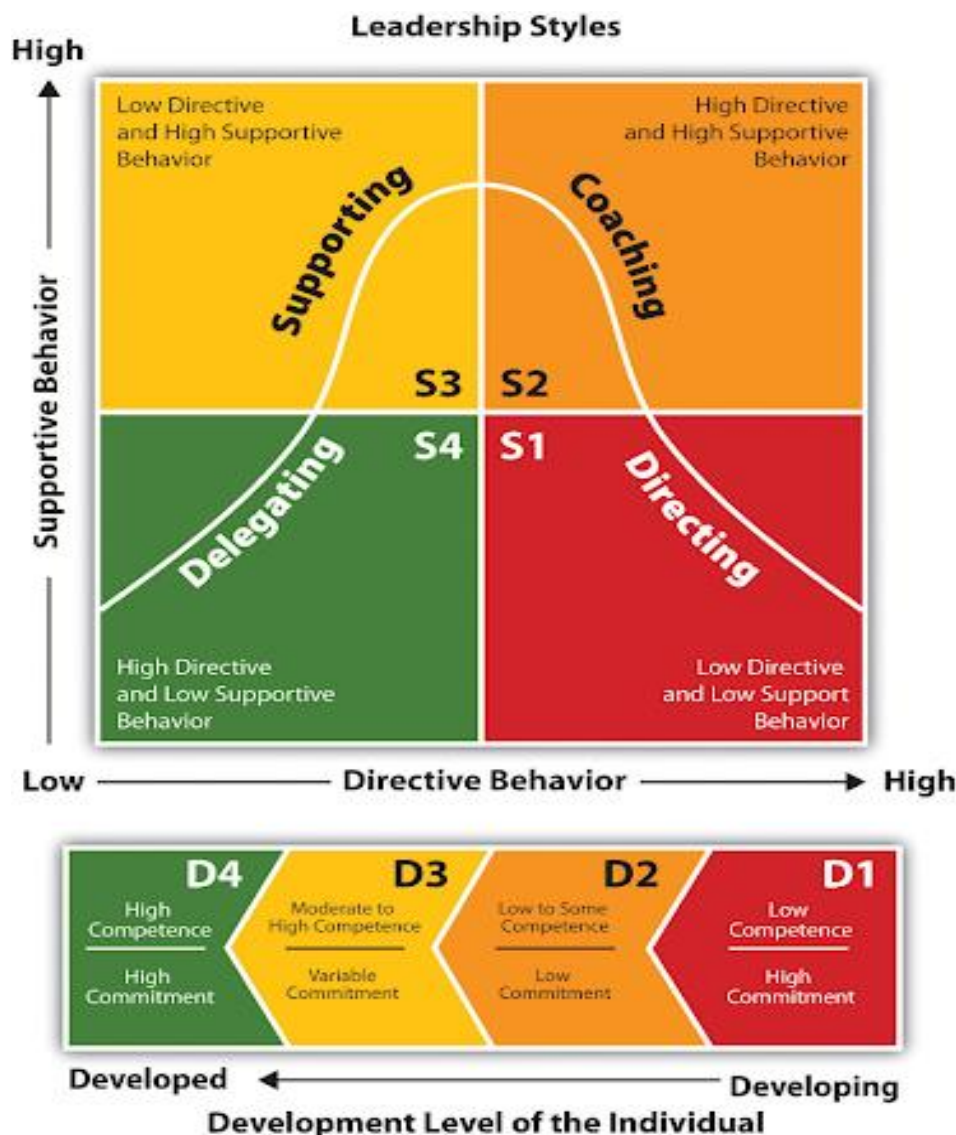 Leadership Styles
High
Low Directive
and High Supportive
Behavior
High Directive
and High Supportive
Behavior
Supporting
Coaching
Supportive Behavior
S3
S2
S4
S1
Delegating
Directing
High Directive
and Low Supportive
Behavior
Low Directive
and Low Support
Behavior
Low
Directive Behavior
High
D4
High
Competence
High
Commitment
D3
Moderate to
High Competence
Variable
Commitment
D2
Low to Some
Competence
Low
Commitment
D1
Low
Competence
High
Commitment
Developed
Developing
Development Level of the Individual